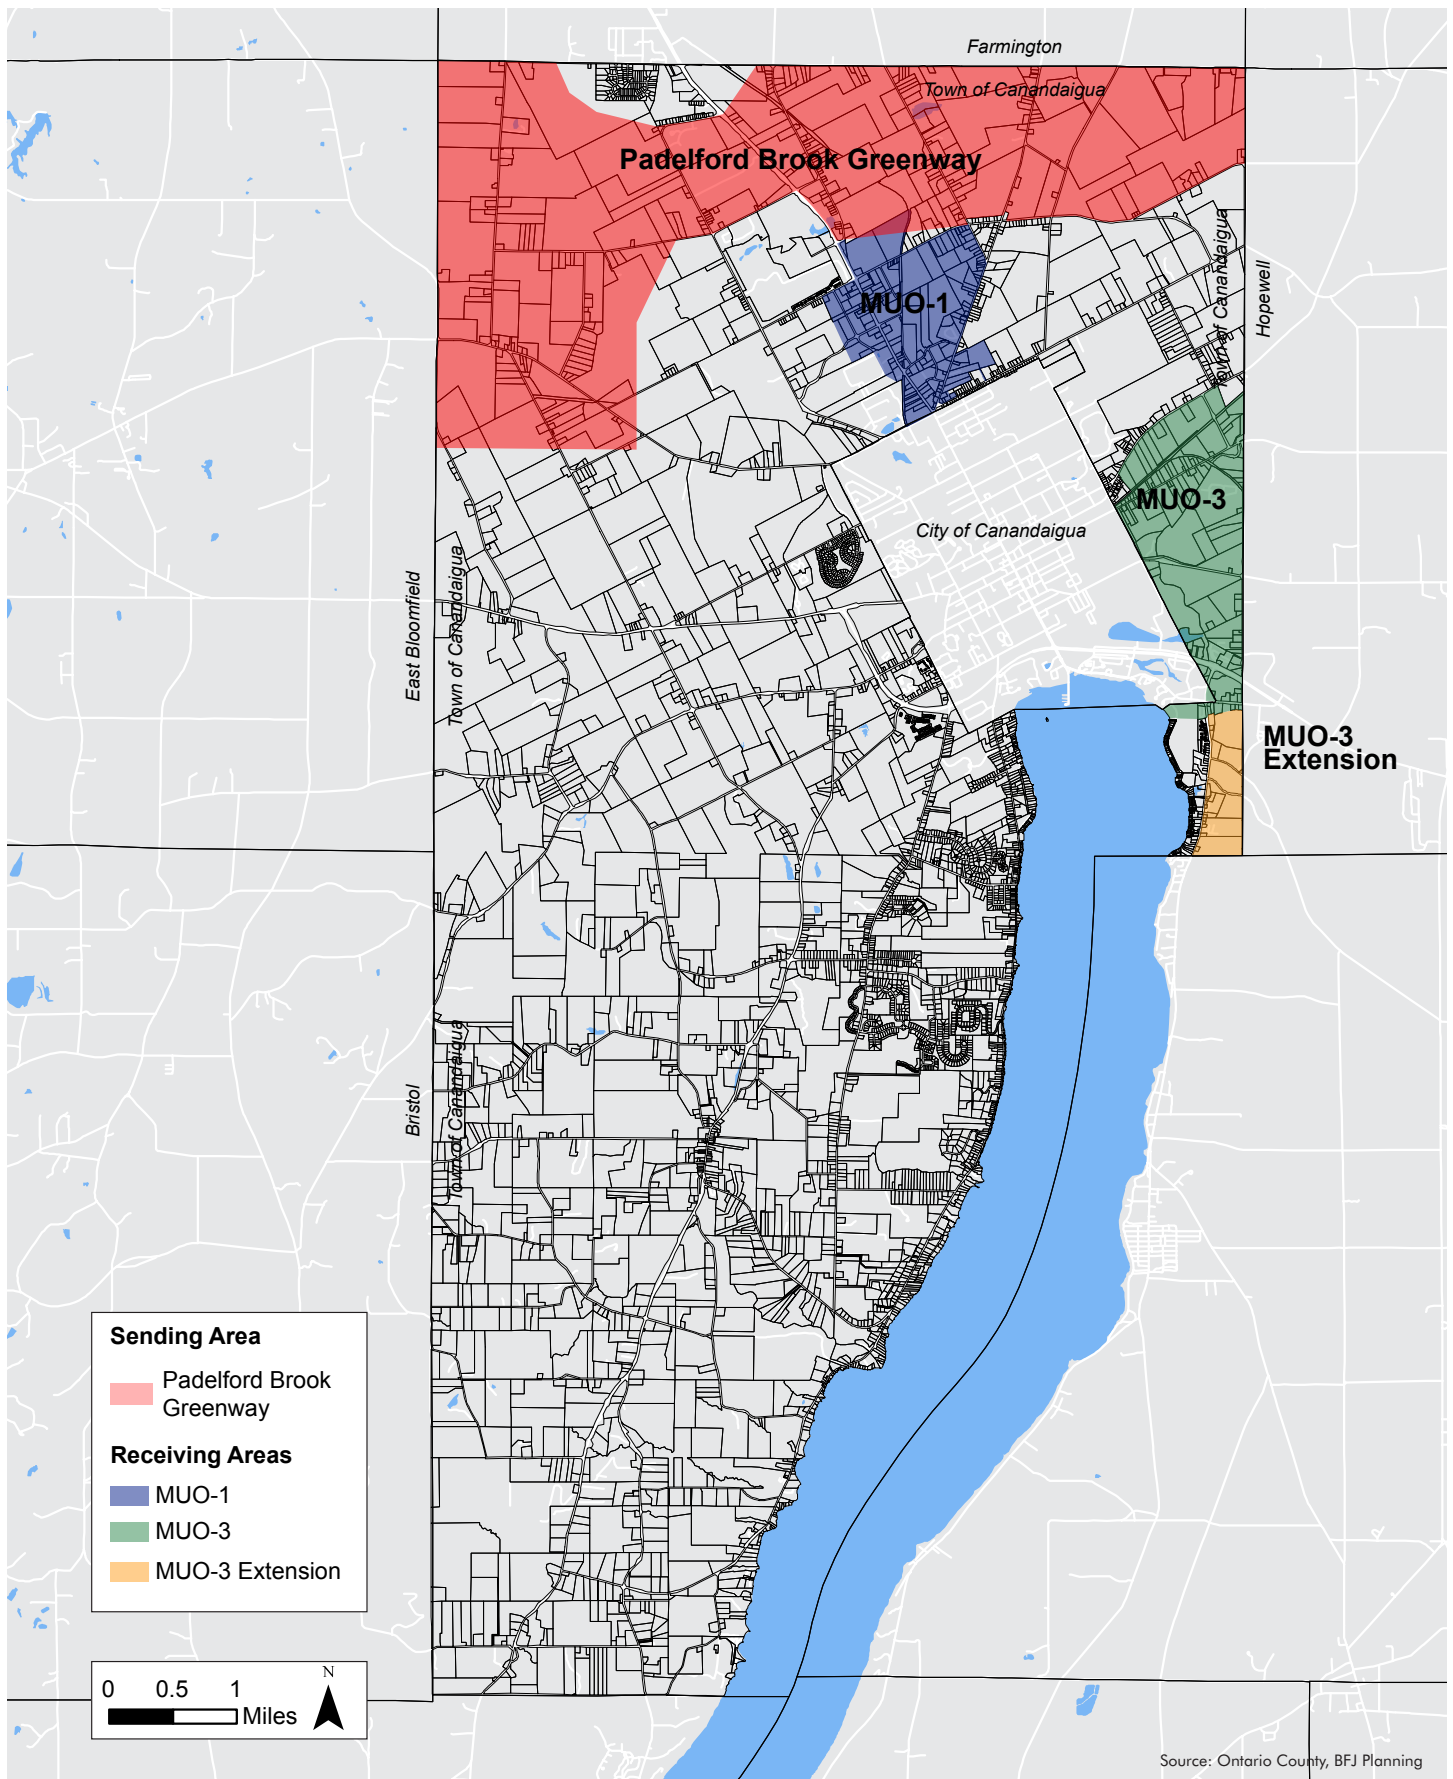 Farmington
Town of Canandaigua
Padelford Brook Greenway
Town of Canandaigua
Hopewell
MUO-1
MUO-3
City of Canandaigua
East Bloomfield
Town of Canandaigua
MUO-3
Extension
Bristol
Town of Canandaigua
Sending Area
Padelford Brook
Greenway
Receiving Areas
MUO-1
MUO-3
MUO-3 Extension
N
0 0.5 1
Miles
Source: Ontario County, BFJ Planning